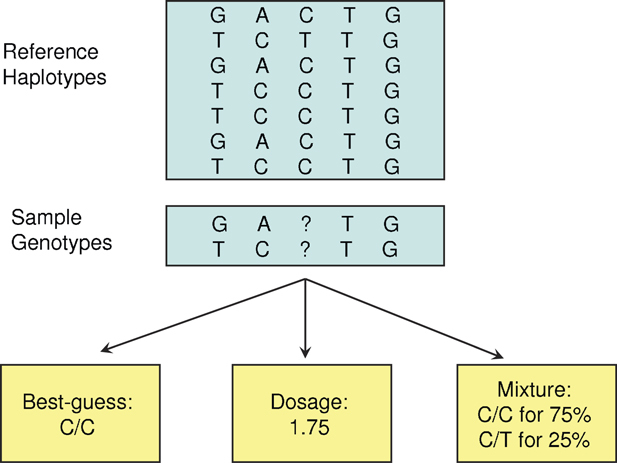 Reference
Haplotypes
G A C T G
T C T T G
G A C T G
T C C T G
T C C T G
G A C T G
T C C T G
Sample
Genotypes
G A ? T G
T C ? T G
Best-guess:
C/C
Dosage:
1.75
Mixture:
C/C for 75%
C/T for 25%